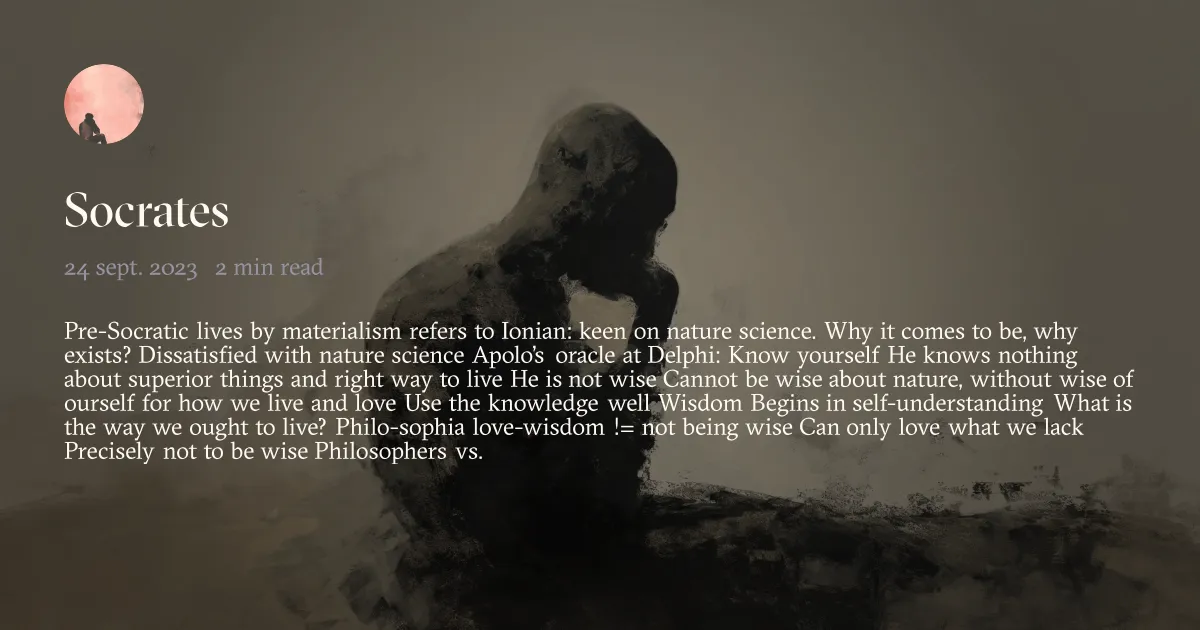 Socrates
24 sept. 2023 2 min read
Pre-Socratic lives by materialism refers to Ionian: keen on nature science. Why it comes to be, why
exists? Dissatisfied with nature science Apolo's oracle at Delphi: Know yourself He knows nothing
about superior things and right way to live He is not wise Cannot be wise about nature, without wise of
ourself for how we live and love Use the knowledge well Wisdom Begins in self-understanding What is
the way we ought to live? Philo-sophia love-wisdom != not being wise Can only love what we lack
Precisely not to be wise Philosophers vs.